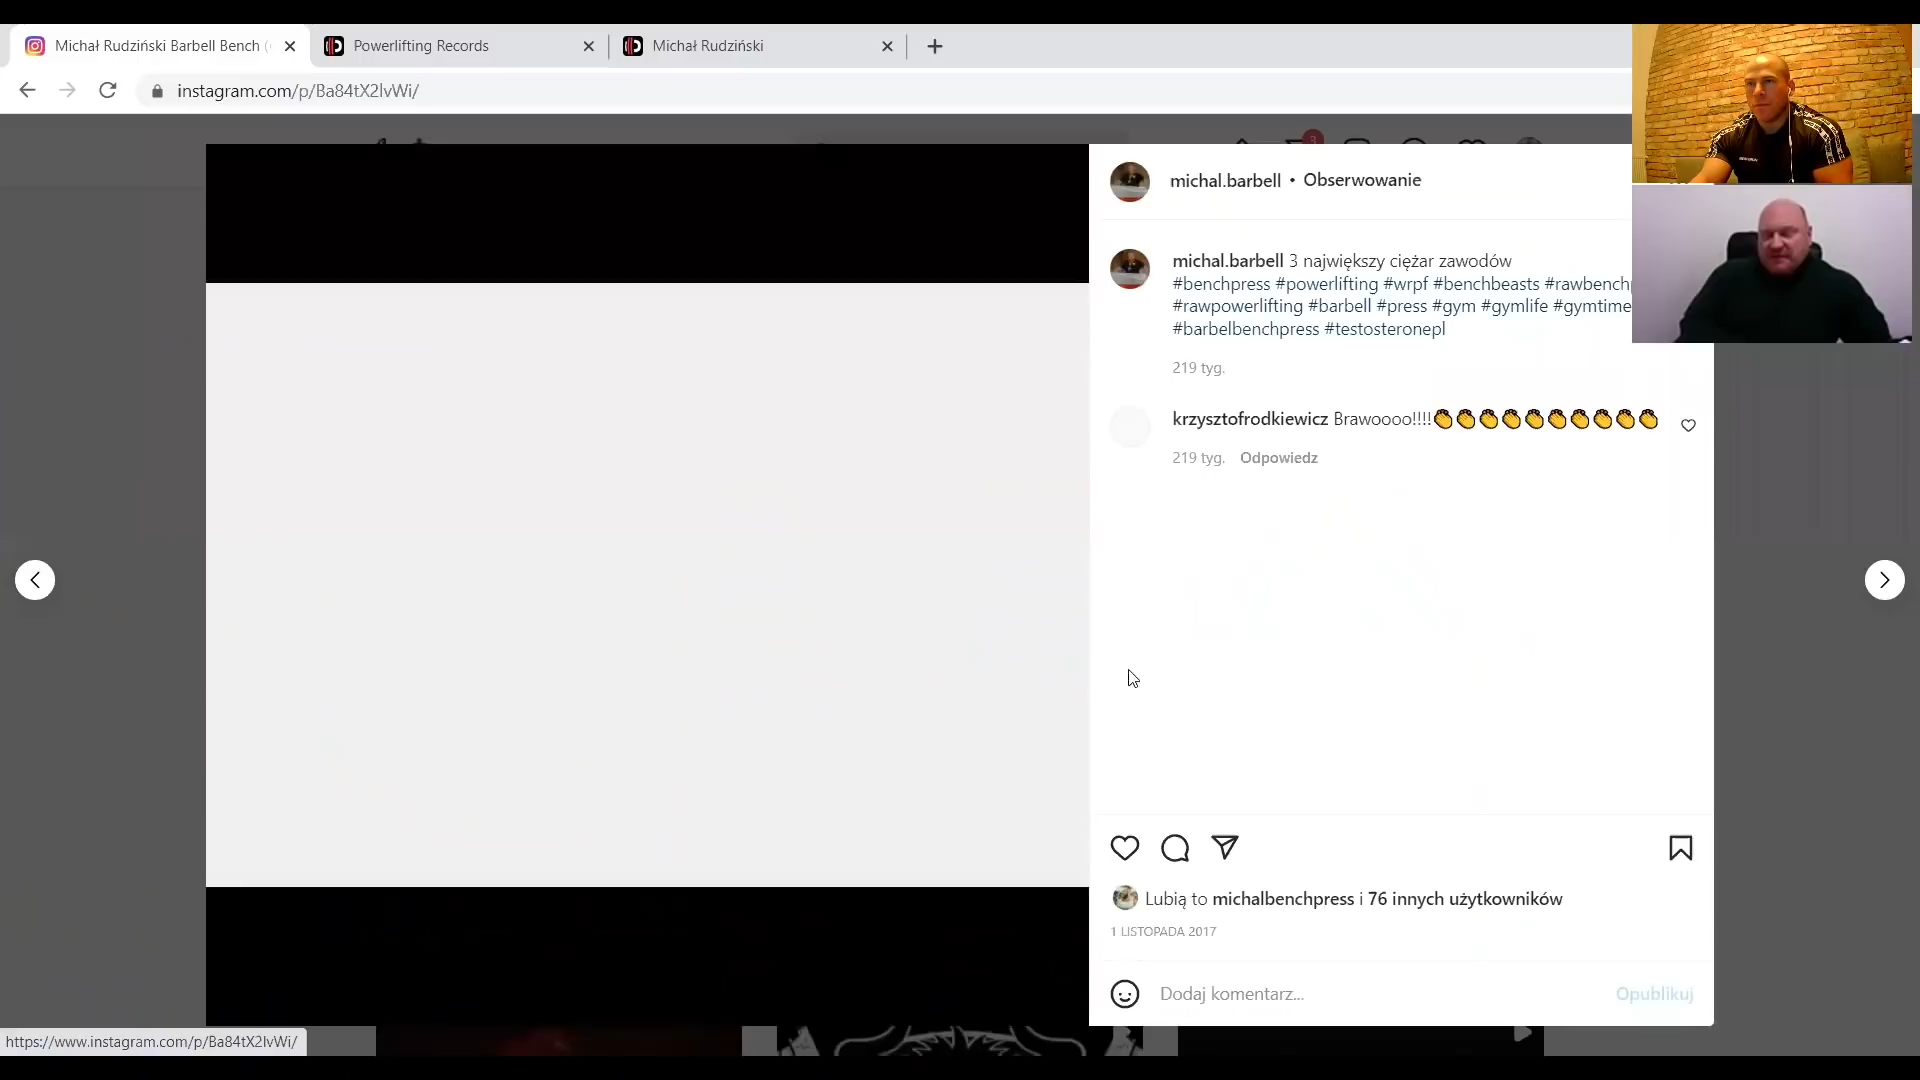 Michał Rudziński Barbell Bench (
Powerlifting Records
Michał Rudziński
instagram.com/p/Ba84tX2lvWi/
3
michal.barbell • Obserwowanie
michal.barbell 3 największy ciężar zawodów
#benchpress #powerlifting #wrpf #benchbeasts #rawbenchp
#rawpowerlifting #barbell #press #gym #gymlife #gymtime
#barbelbenchpress #testosteronepl
219 tyg.
krzysztofrodkiewicz Brawoooo!!!!👏👏👏👏👏👏👏👏👏👏
219 tyg. Odpowiedz
Lubią to michalbenchpress i 76 innych użytkowników
1 LISTOPADA 2017
Dodaj komentarz...
Opublikuj
https://www.instagram.com/p/Ba84tX2lvWi/